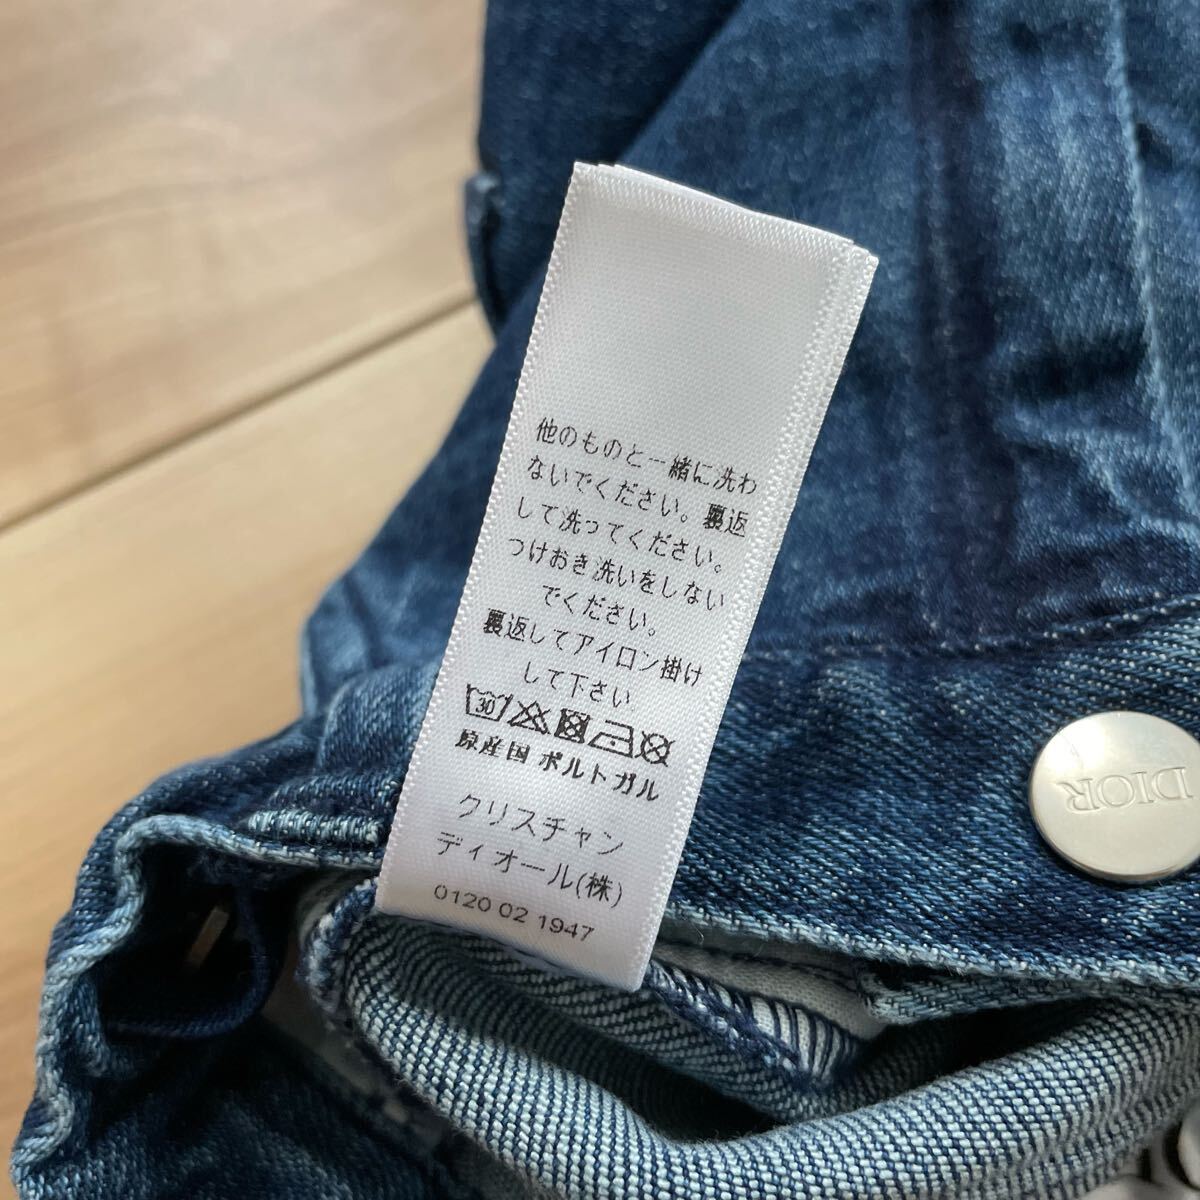 他のものと一緒に洗わ
ないでください。裏返
して洗ってください。
つけおき洗いをしない
でください。
裏返してアイロン掛け
して下さい
30
原産国 ポルトガル
クリスチャン
ディオール(株)
0120 02 1947
DIOR